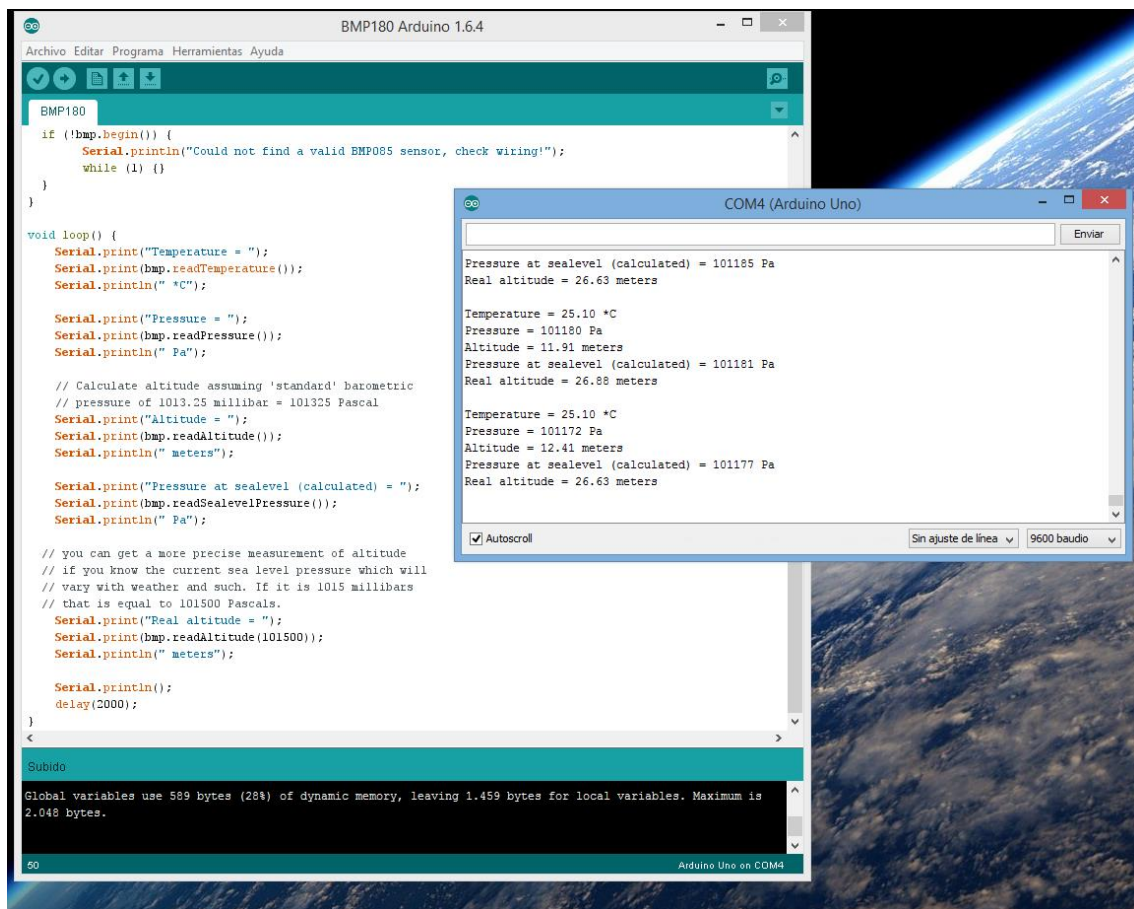 BMP180 Arduino 1.6.4
Archivo Editar Programa Herramientas Ayuda
BMP180
if (!bmp.begin()) {
Serial.println("Could not find a valid BMP085 sensor, check wiring!");
while (1) {}
}
}
void loop() {
Serial.print("Temperature = ");
Serial.print(bmp.readTemperature());
Serial.println(" *C");
Serial.print("Pressure = ");
Serial.print(bmp.readPressure());
Serial.println(" Pa");
// Calculate altitude assuming 'standard' barometric
// pressure of 1013.25 millibar = 101325 Pascal
Serial.print("Altitude = ");
Serial.print(bmp.readAltitude());
Serial.println(" meters");
Serial.print("Pressure at sealevel (calculated) = ");
Serial.print(bmp.readSealevelPressure());
Serial.println(" Pa");
// you can get a more precise measurement of altitude
// if you know the current sea level pressure which will
// vary with weather and such. If it is 1015 millibars
// that is equal to 101500 Pascals.
Serial.print("Real altitude = ");
Serial.print(bmp.readAltitude(101500));
Serial.println(" meters");
Serial.println();
delay(2000);
}
Subido
Global variables use 589 bytes (28%) of dynamic memory, leaving 1.459 bytes for local variables. Maximum is
2.048 bytes.
50
Arduino Uno on COM4
COM4 (Arduino Uno)
Enviar
Pressure at sealevel (calculated) = 101185 Pa
Real altitude = 26.63 meters
Temperature = 25.10 *C
Pressure = 101180 Pa
Altitude = 11.91 meters
Pressure at sealevel (calculated) = 101181 Pa
Real altitude = 26.88 meters
Temperature = 25.10 *C
Pressure = 101172 Pa
Altitude = 12.41 meters
Pressure at sealevel (calculated) = 101177 Pa
Real altitude = 26.63 meters
Autoscroll
Sin ajuste de línea
9600 baudio